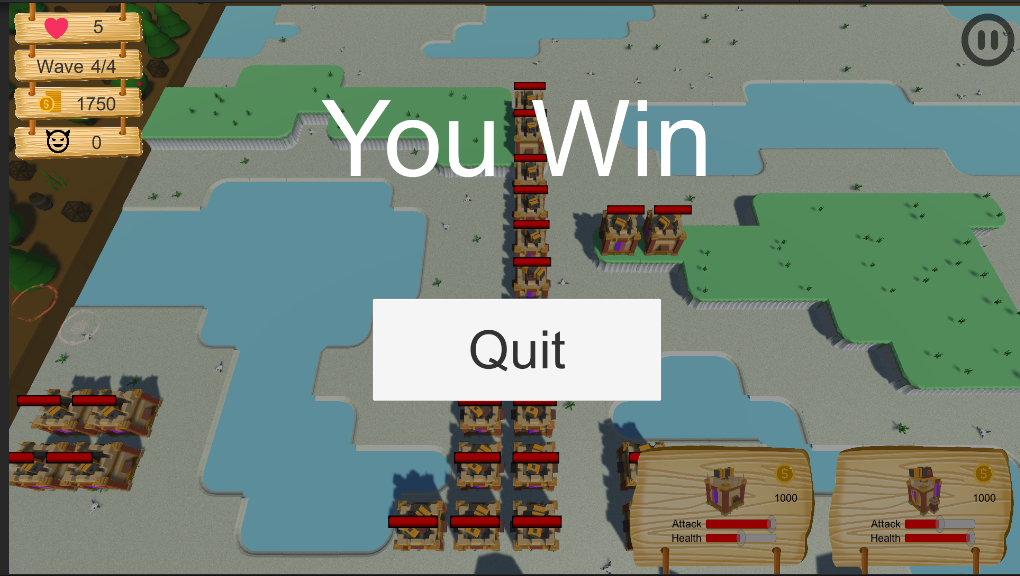 5
Wave 4/4
1750
0
You Win
Quit
1000
Attack
Health
1000
Attack
Health